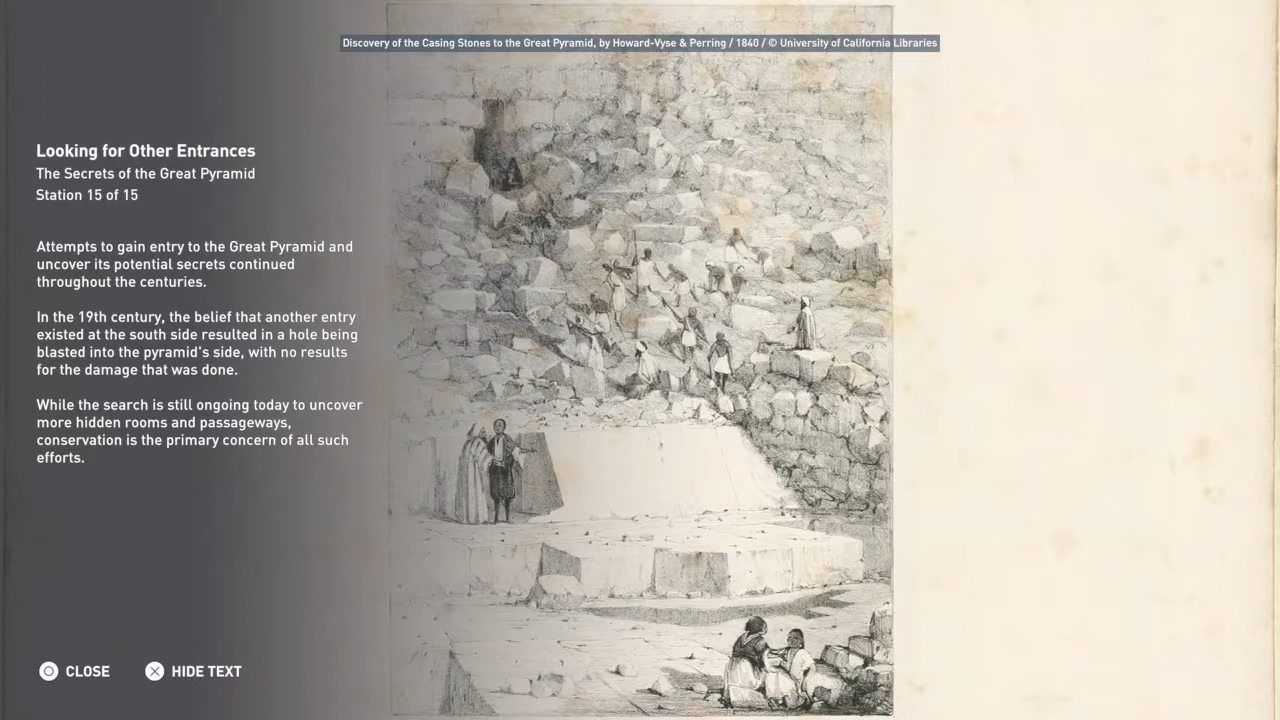 Discovery of the Casing Stones to the Great Pyramid, by Howard-Vyse & Perring / 1840 / © University of California Libraries
Looking for Other Entrances
The Secrets of the Great Pyramid
Station 15 of 15
Attempts to gain entry to the Great Pyramid and
uncover its potential secrets continued
throughout the centuries.
In the 19th century, the belief that another entry
existed at the south side resulted in a hole being
blasted into the pyramid's side, with no results
for the damage that was done.
While the search is still ongoing today to uncover
more hidden rooms and passageways,
conservation is the primary concern of all such
efforts.
CLOSE HIDE TEXT